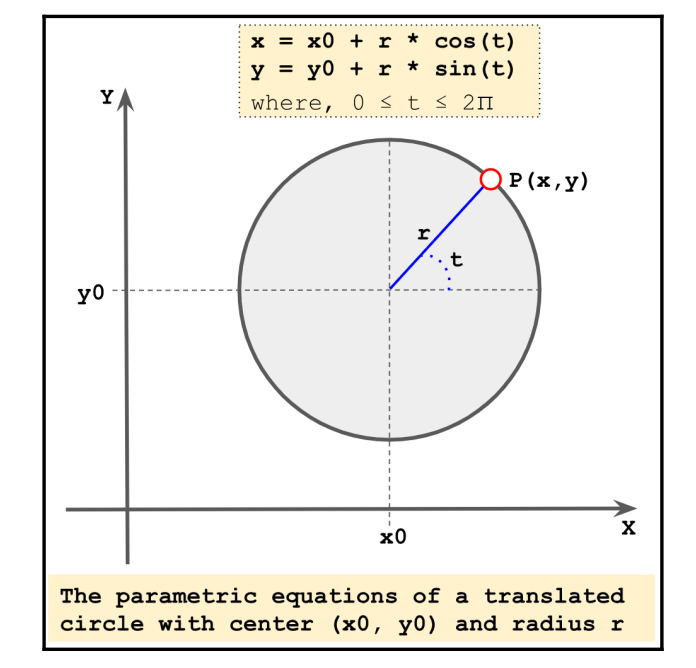 x = x0 + r * cos(t)
y = y0 + r * sin(t)
where, 0 ≤ t ≤ 2Π
Y
P(x,y)
r
t
y0
X
x0
The parametric equations of a translated
circle with center (x0, y0) and radius r